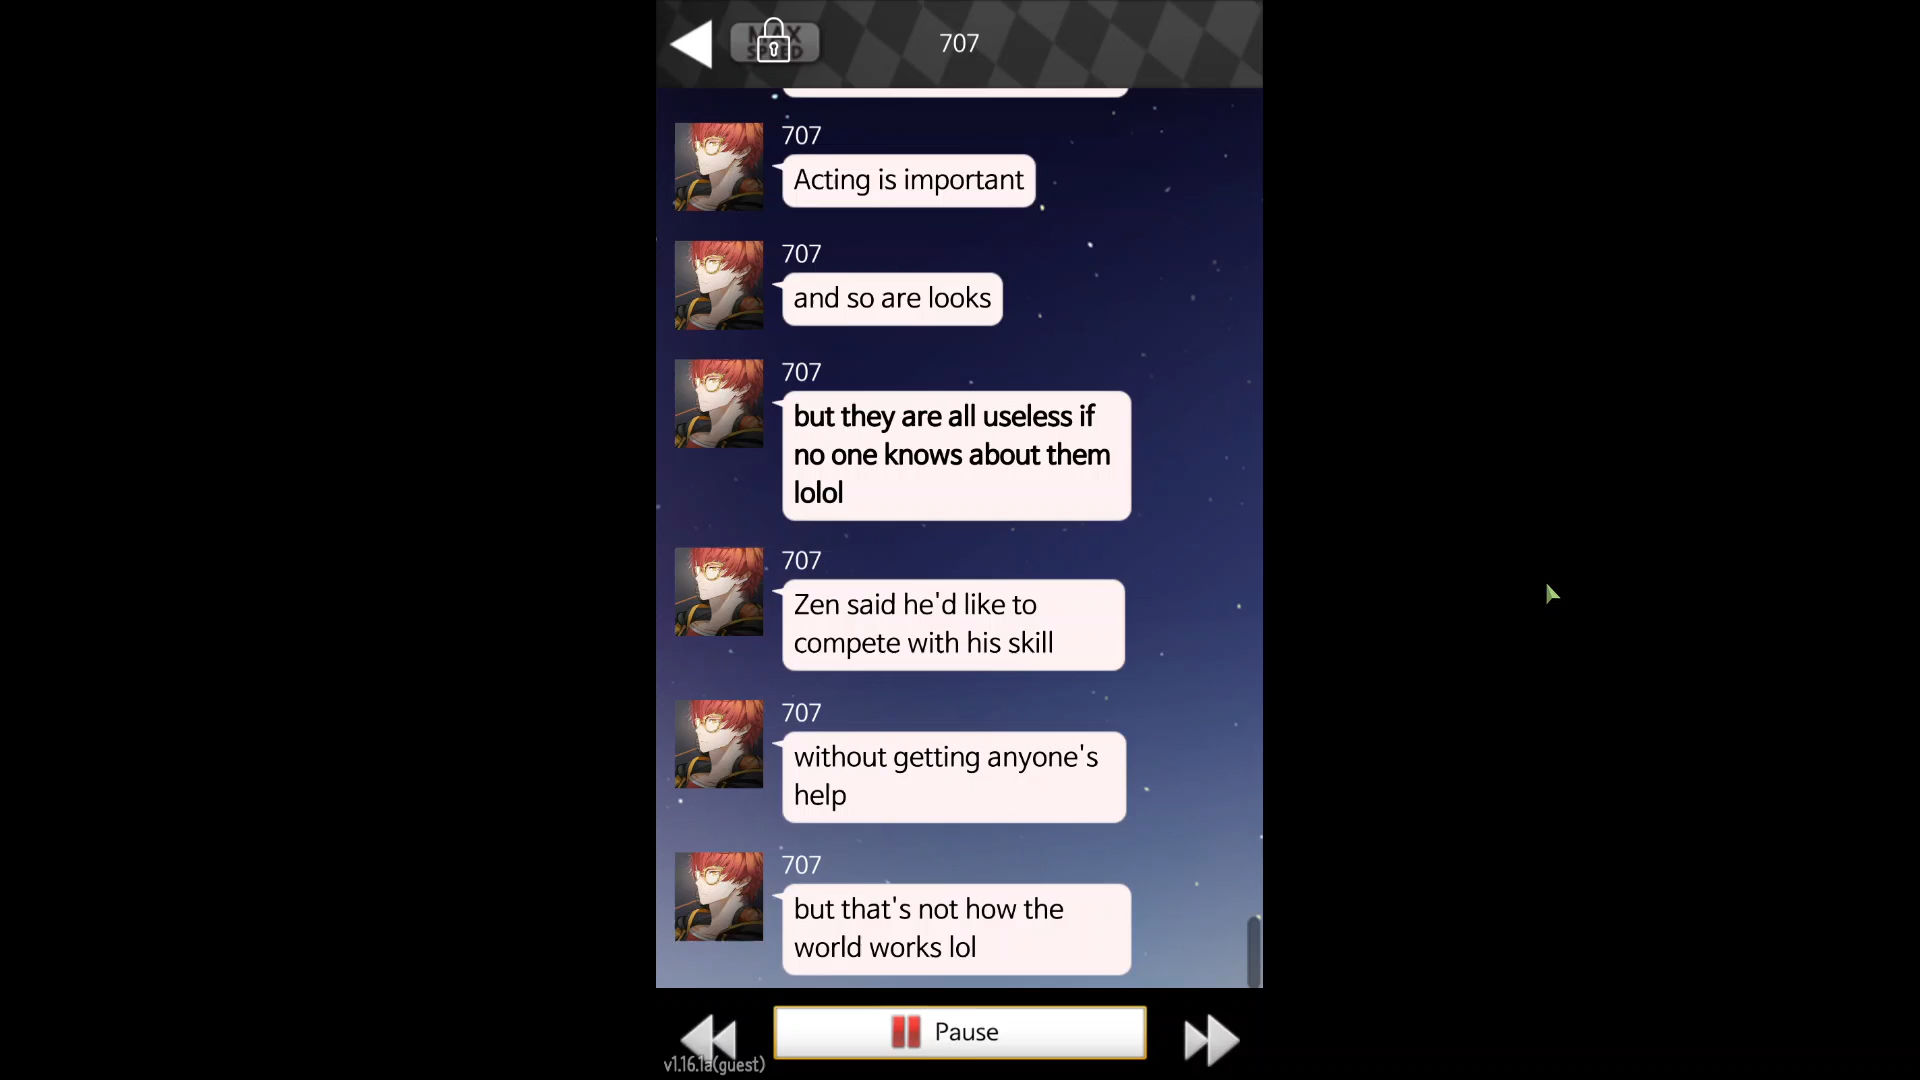 MAX
SPEED
707
707
Acting is important
707
and so are looks
707
but they are all useless if
no one knows about them
lolol
707
Zen said he'd like to
compete with his skill
707
without getting anyone's
help
707
but that's not how the
world works lol
Pause
v1.16.1a(guest)